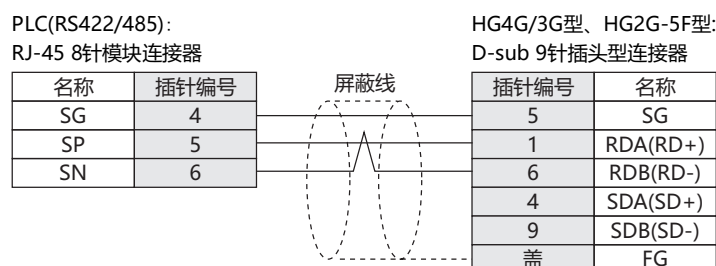 PLC(RS422/485):
RJ-45 8针模块连接器
HG4G/3G型、HG2G-5F型:
D-sub 9针插头型连接器
名称 插针编号 屏蔽线 插针编号 名称
SG 4 5 SG
SP 5 1 RDA(RD+)
SN 6 6 RDB(RD-)
4 SDA(SD+)
9 SDB(SD-)
盖 FG